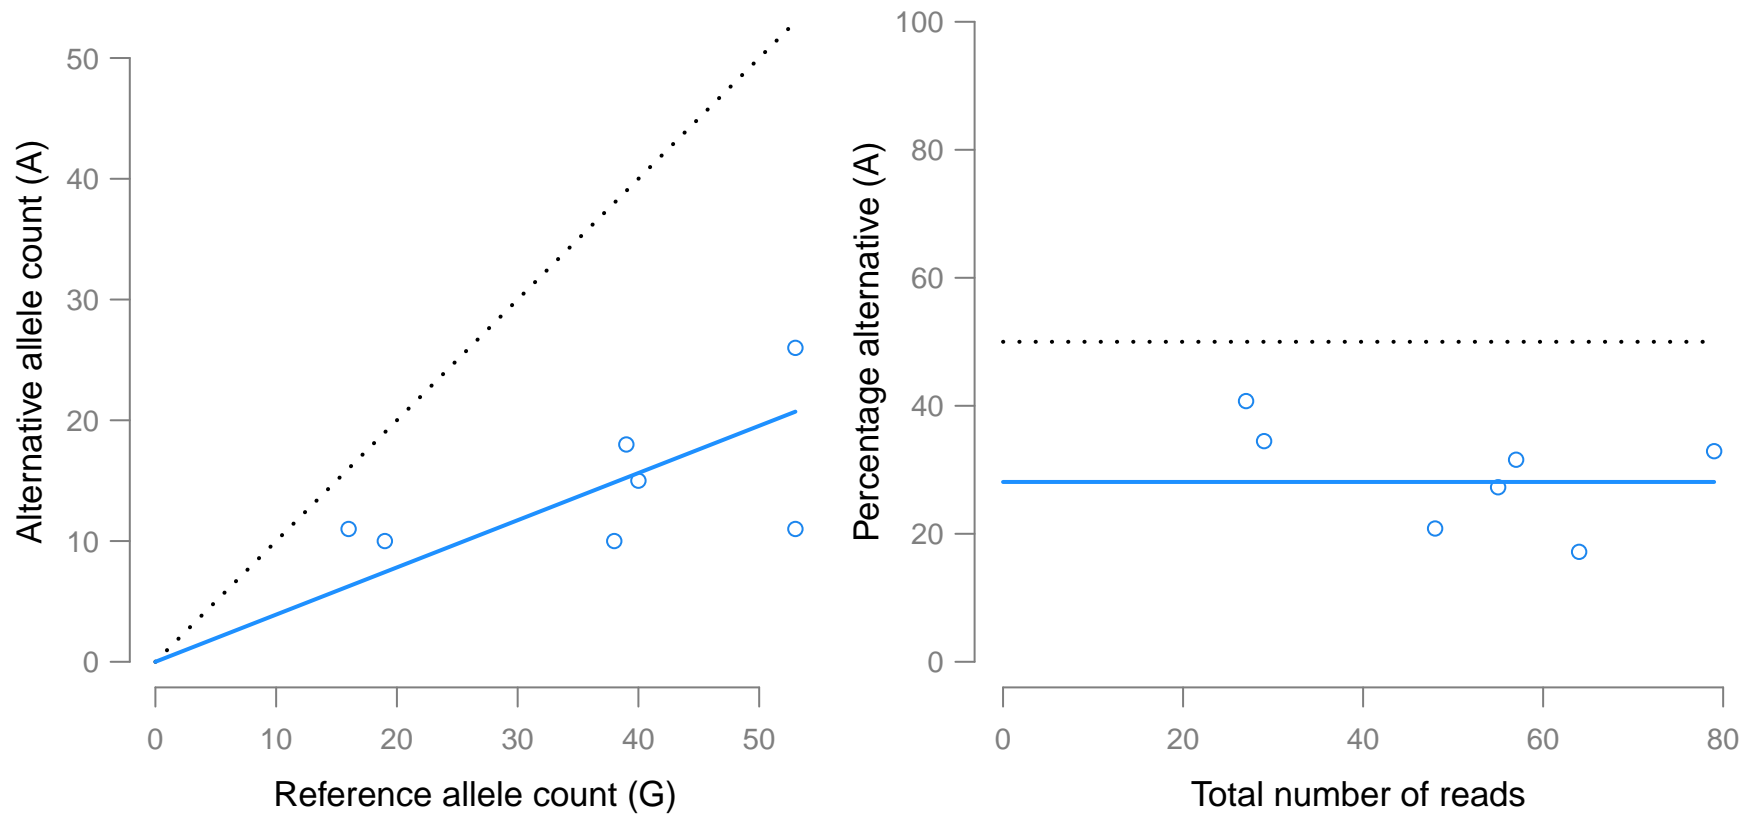 Alternative allele count (A)
50
40
30
20
10
0
0 10 20 30 40 50
Reference allele count (G)
Percentage alternative (A)
100
80
60
40
20
0
0 20 40 60 80
Total number of reads